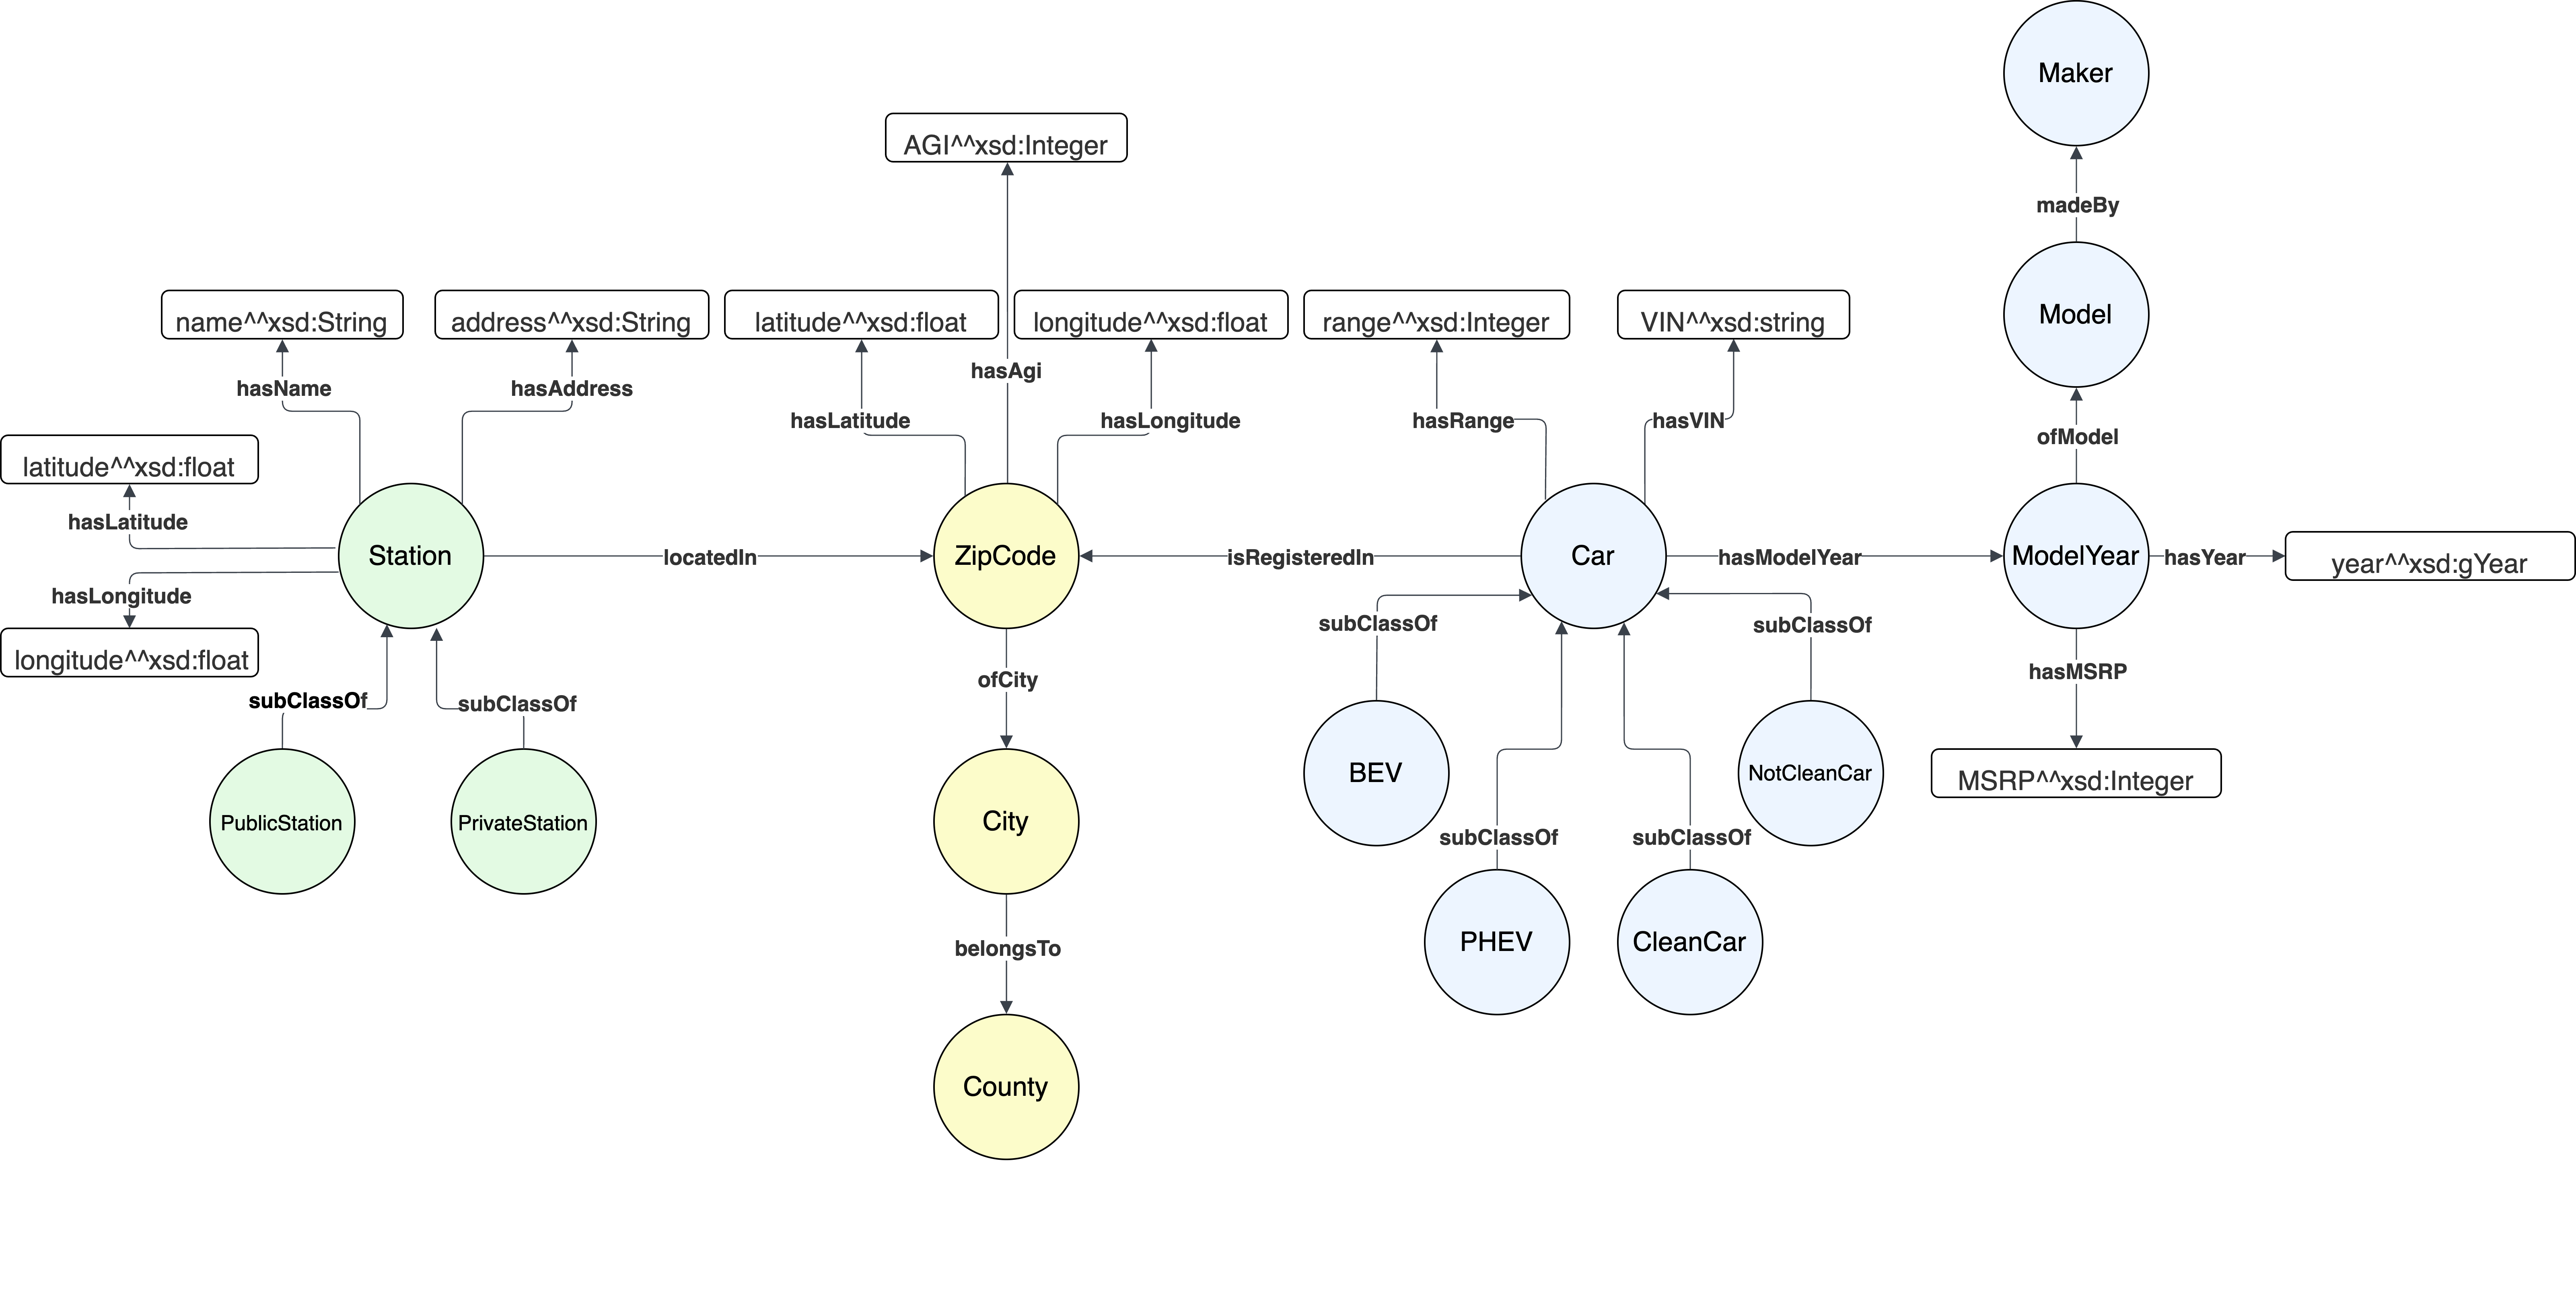 Maker
AGI^^xsd:Integer
madeBy
name^^xsd:String
address^^xsd:String
latitude^^xsd:float
longitude^^xsd:float
range^^xsd:Integer
VIN^^xsd:string
Model
hasAgi
hasName
hasAddress
hasLatitude
hasLongitude
hasRange
hasVIN
ofModel
latitude^^xsd:float
hasLatitude
Station
locatedIn
ZipCode
isRegisteredIn
Car
hasModelYear
ModelYear
hasYear
year^^xsd:gYear
hasLongitude
longitude^^xsd:float
subClassOf
subClassOf
ofCity
subClassOf
subClassOf
hasMSRP
PublicStation
PrivateStation
City
BEV
NotCleanCar
MSRP^^xsd:Integer
subClassOf
subClassOf
belongsTo
PHEV
CleanCar
County